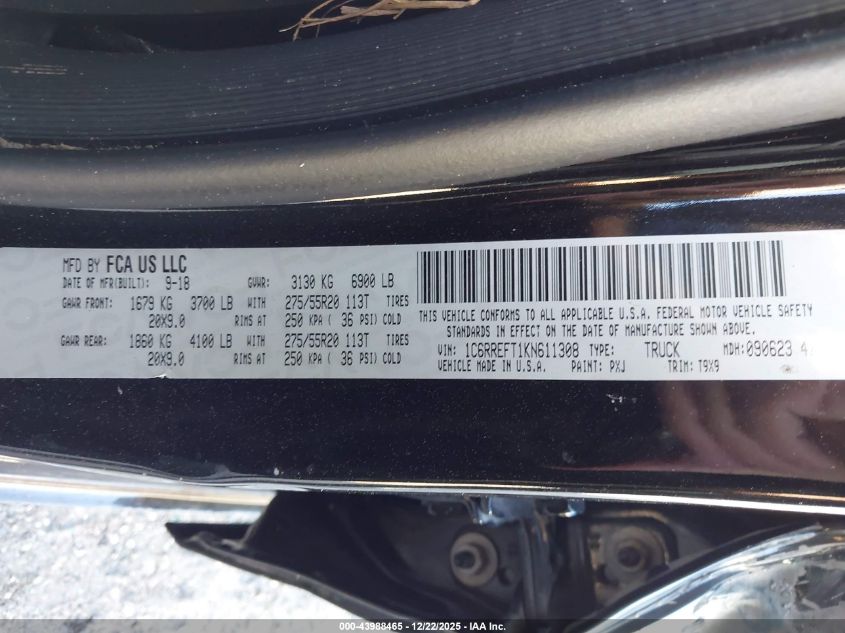 MFD BY FCA US LLC
DATE OF MFR(BUILT): 9-18 GVWR: 3130 KG 6900 LB
GAWR FRONT: 1679 KG 3700 LB WITH 275/55R20 113T TIRES
20X9.0 RIMS AT 250 KPA ( 36 PSI) COLD
GAWR REAR: 1860 KG 4100 LB WITH 275/55R20 113T TIRES
20X9.0 RIMS AT 250 KPA ( 36 PSI) COLD
THIS VEHICLE CONFORMS TO ALL APPLICABLE U.S.A. FEDERAL MOTOR VEHICLE SAFETY
STANDARDS IN EFFECT ON THE DATE OF MANUFACTURE SHOWN ABOVE.
VIN: 1C6RREFT1KN611308 TYPE: TRUCK MDH: 090623
VEHICLE MADE IN U.S.A. PAINT: PXJ TRIM: T9X9
000-43988465 - 12/22/2025 - IAA Inc.